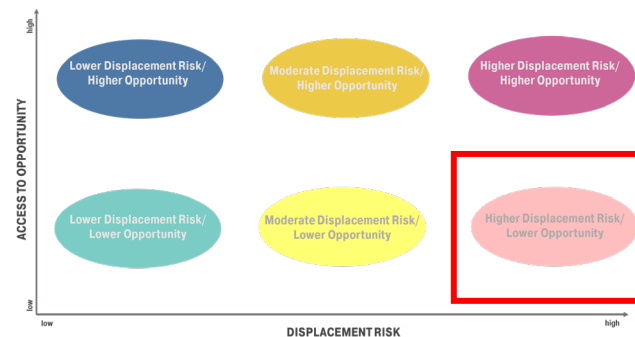 high
ACCESS TO OPPORTUNITY
low
Lower Displacement Risk/
Higher Opportunity
Moderate Displacement Risk/
Higher Opportunity
Higher Displacement Risk/
Higher Opportunity
Lower Displacement Risk/
Lower Opportunity
Moderate Displacement Risk/
Lower Opportunity
Higher Displacement Risk/
Lower Opportunity
low
high
DISPLACEMENT RISK